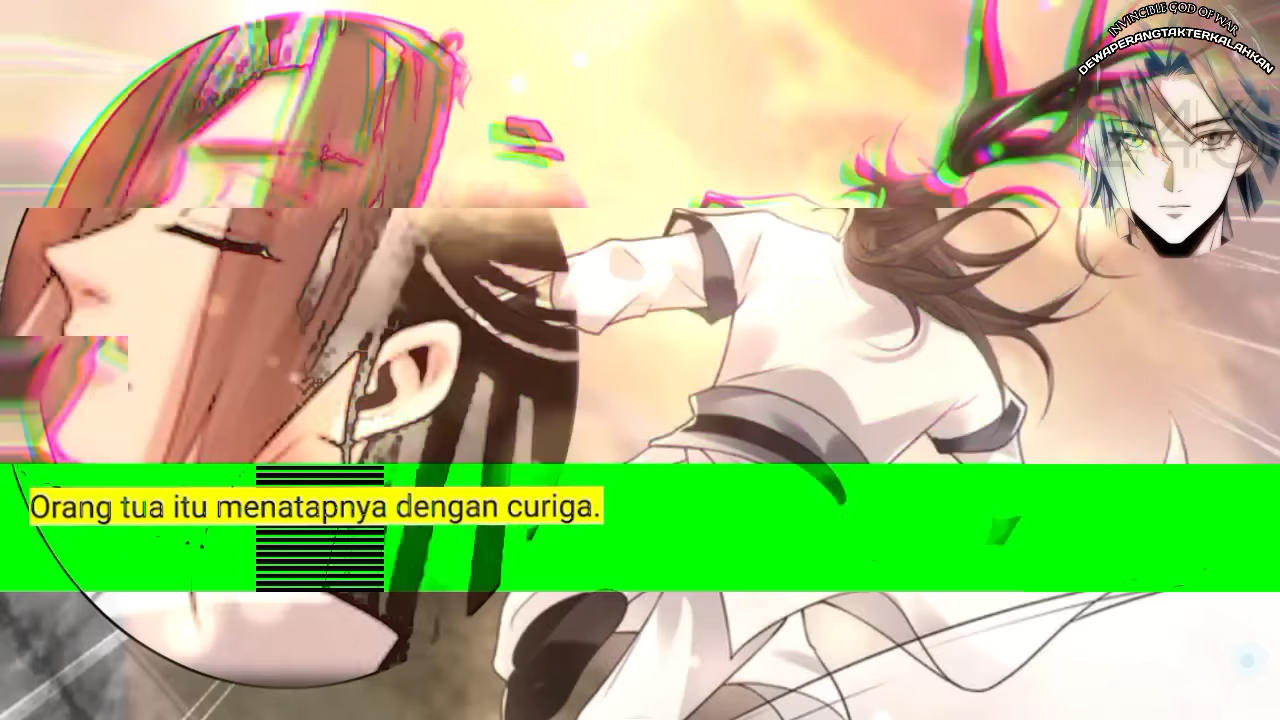 INVINCIBLE GOD OF WAR
DEWAPERANGTAKTERKALAHKAN
Orang tua itu menatapnya dengan curiga.